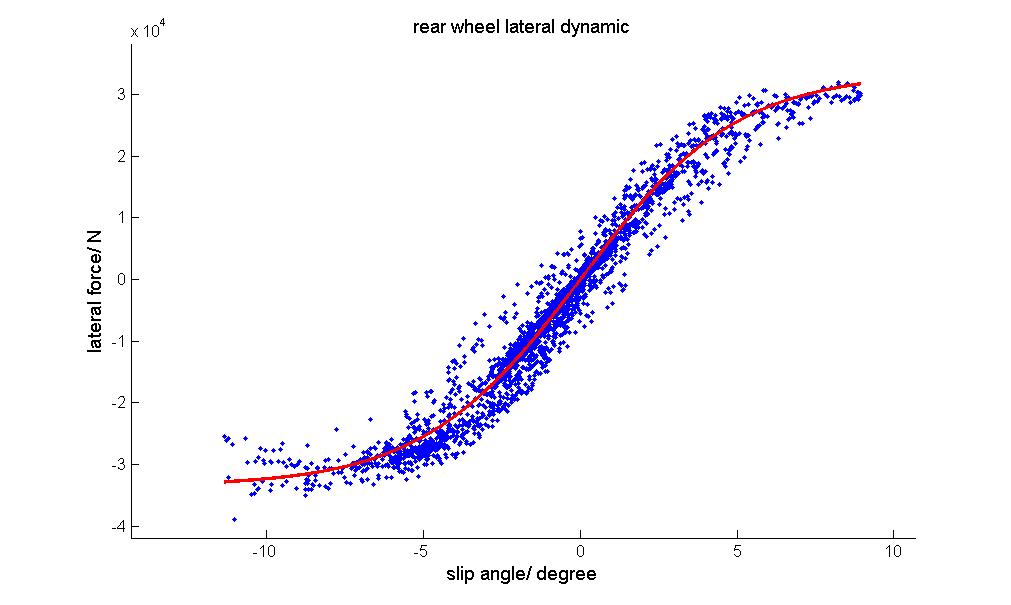 rear wheel lateral dynamic
x 10^4
3
2
1
0
-1
-2
-3
-4
lateral force/ N
-10 -5 0 5 10
slip angle/ degree